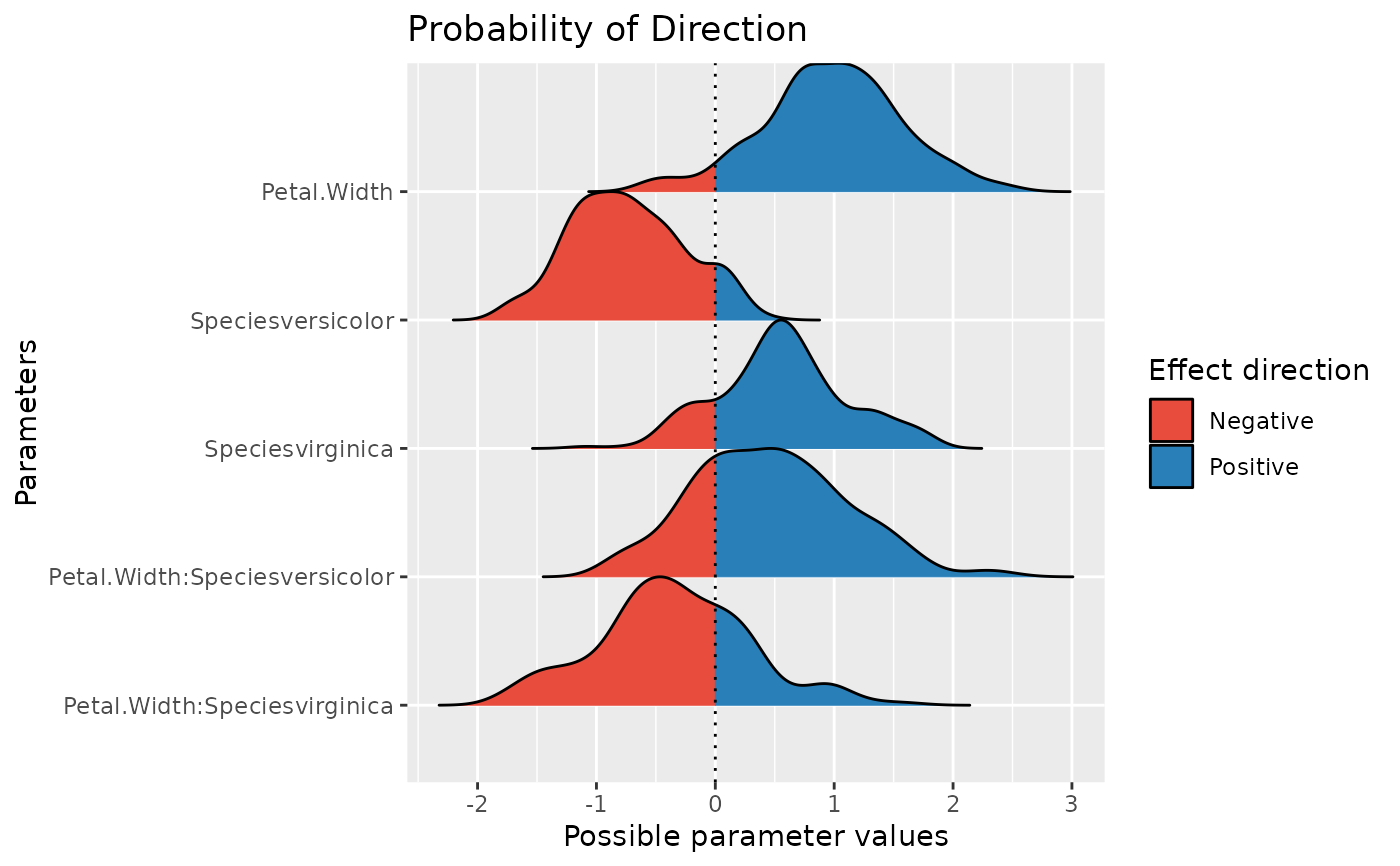 Probability of Direction
Parameters
Petal.Width
Speciesversicolor
Speciesvirginica
Petal.Width:Speciesversicolor
Petal.Width:Speciesvirginica
-2 -1 0 1 2 3
Possible parameter values
Effect direction
Negative
Positive